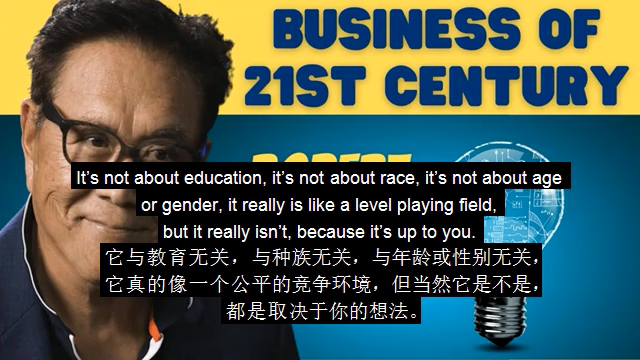 BUSINESS OF
21ST CENTURY
It's not about education, it's not about race, it's not about age
or gender, it really is like a level playing field,
but it really isn't, because it's up to you.
它与教育无关，与种族无关，与年龄或性别无关，
它真的像一个公平的竞争环境，但当然它是不是，
都是取决于你的想法。